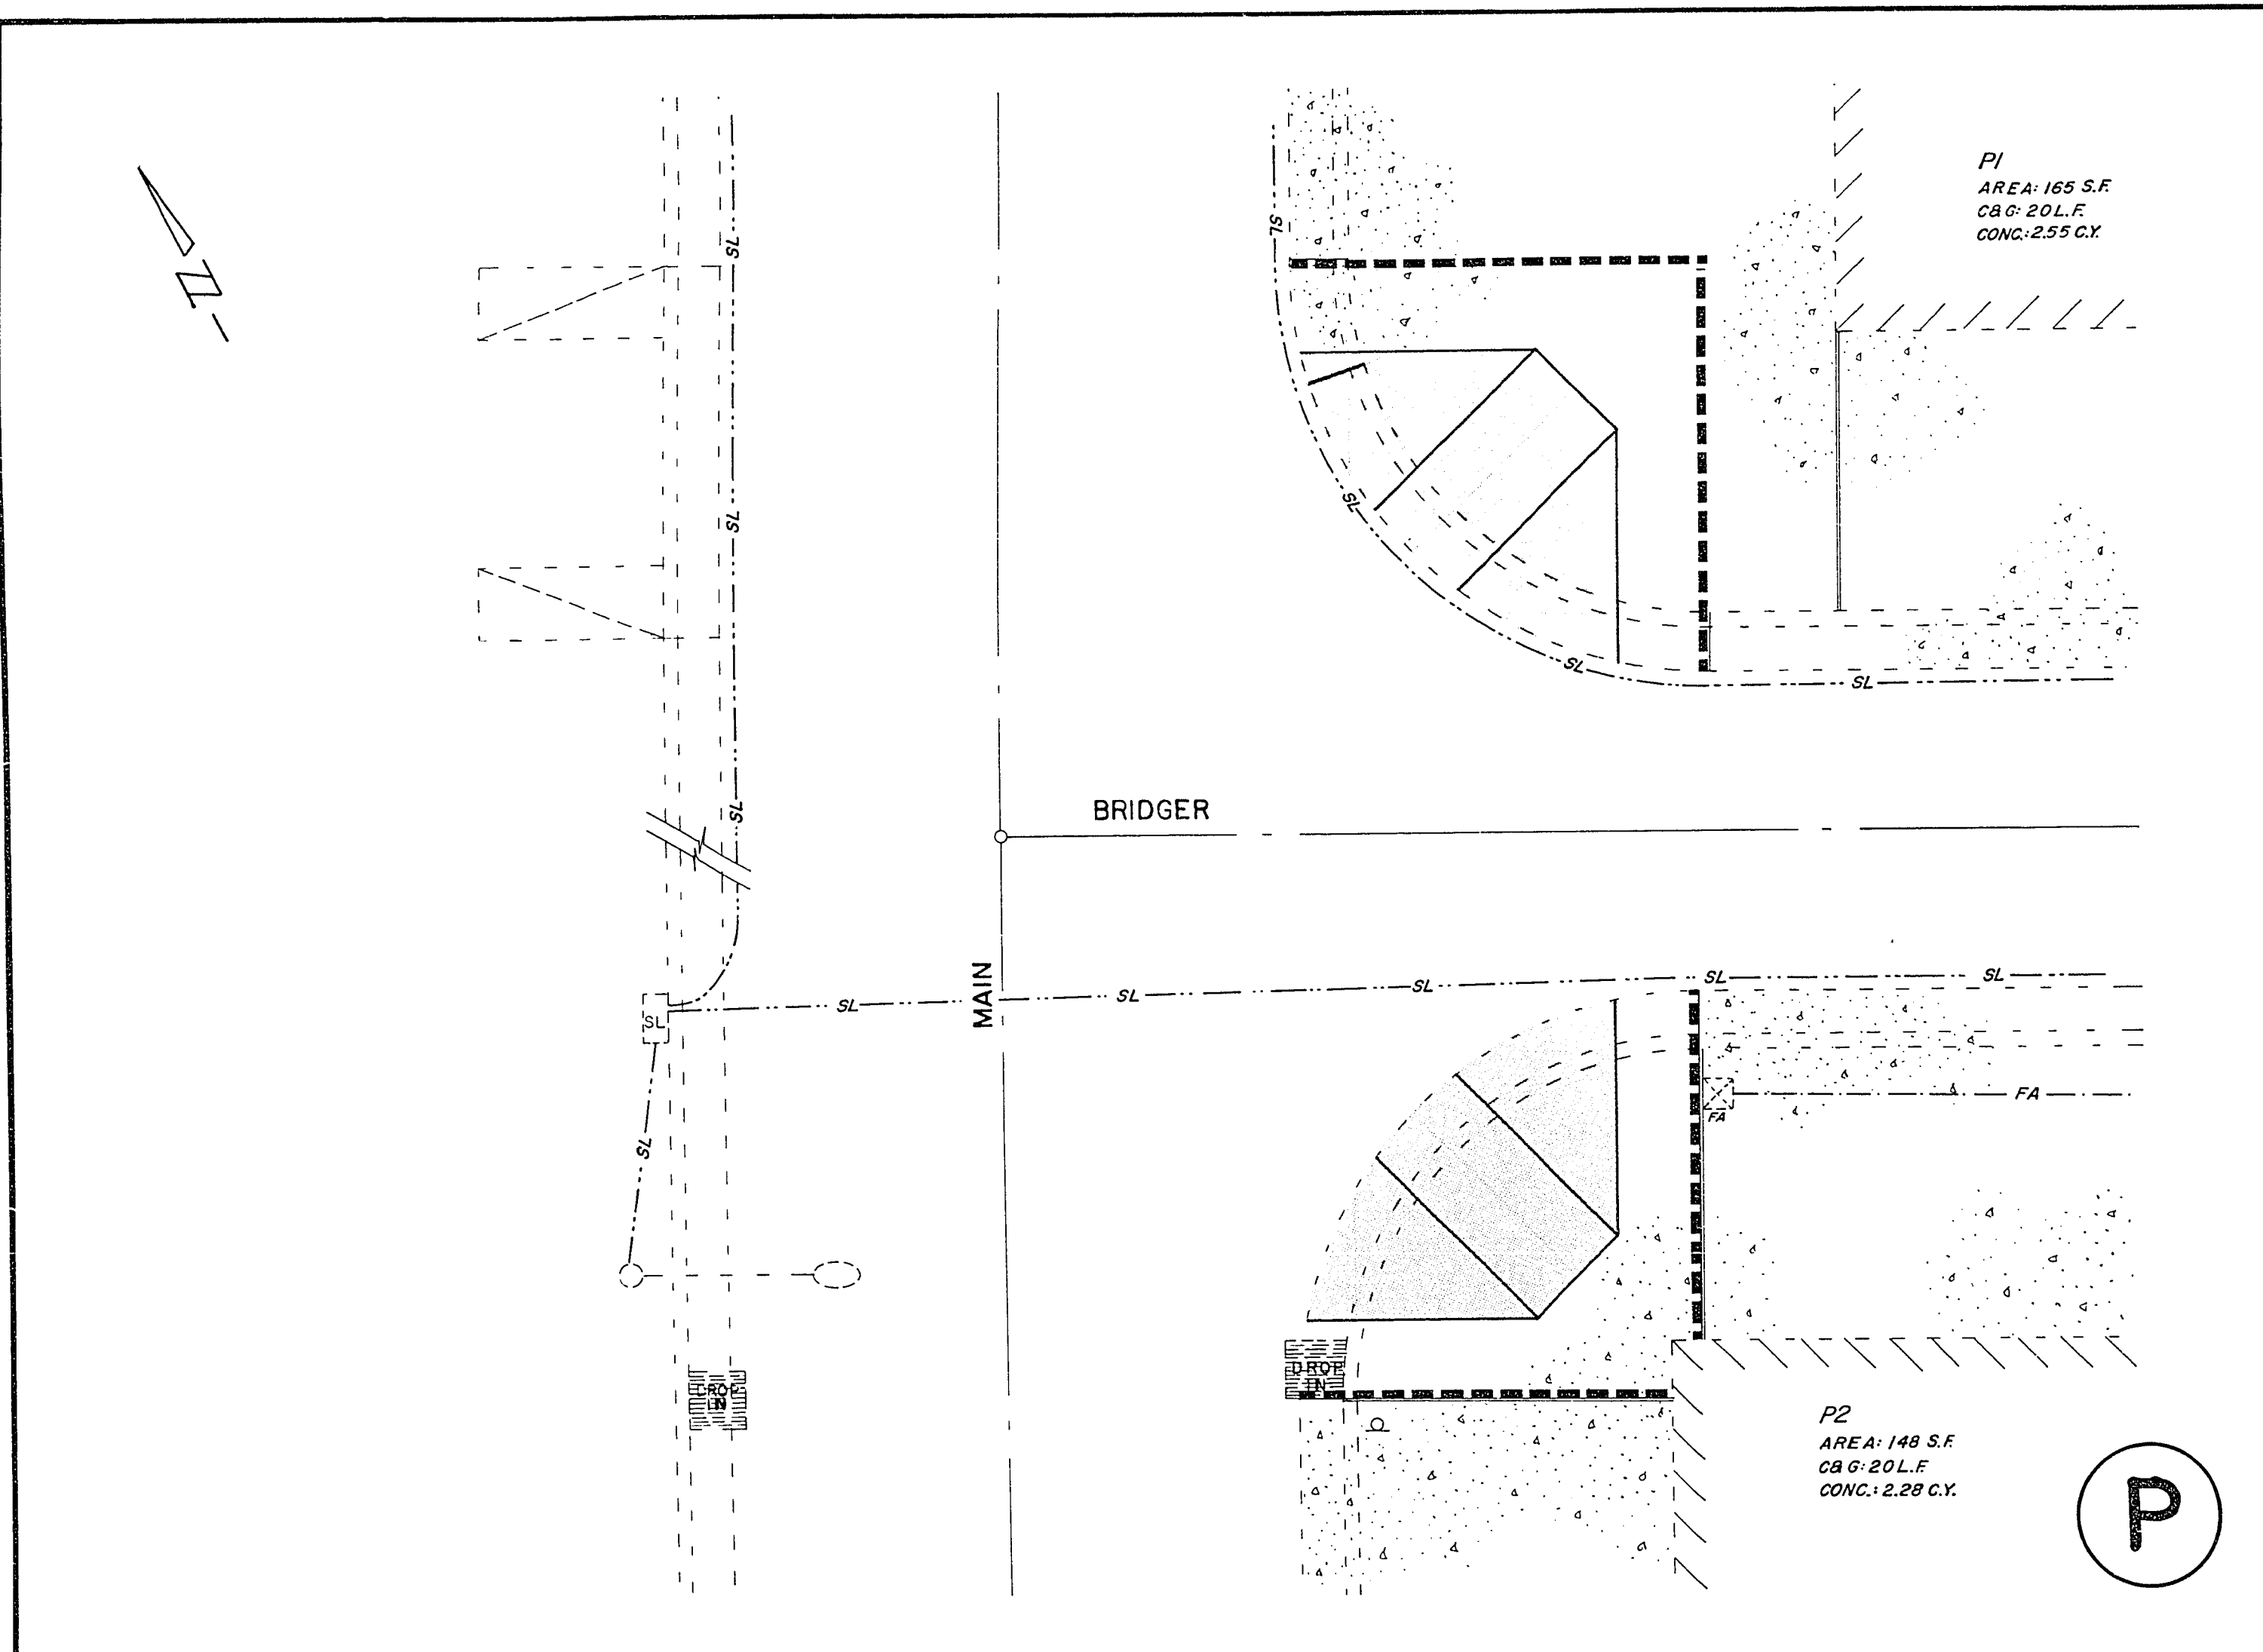 N
P1
AREA: 165 S.F.
C&G: 20 L.F.
CONC.: 2.55 C.Y.
SL
SL
SL
SL
SL
SL
SL
BRIDGER
MAIN
SL
SL
SL
SL
SL
SL
SL
SL
FA
FA
DROP
IN
DROP
IN
P2
AREA: 148 S.F.
C&G: 20 L.F.
CONC.: 2.28 C.Y.
P